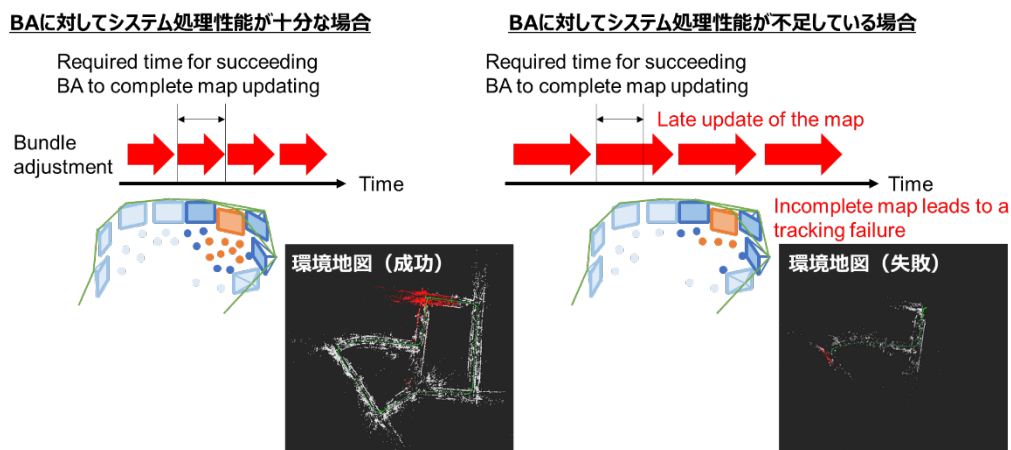 BAに対してシステム処理性能が十分な場合
Required time for succeeding
BA to complete map updating
Bundle
adjustment
Time
環境地図（成功）
BAに対してシステム処理性能が不足している場合
Required time for succeeding
BA to complete map updating
Late update of the map
Time
Incomplete map leads to a
tracking failure
環境地図（失敗）